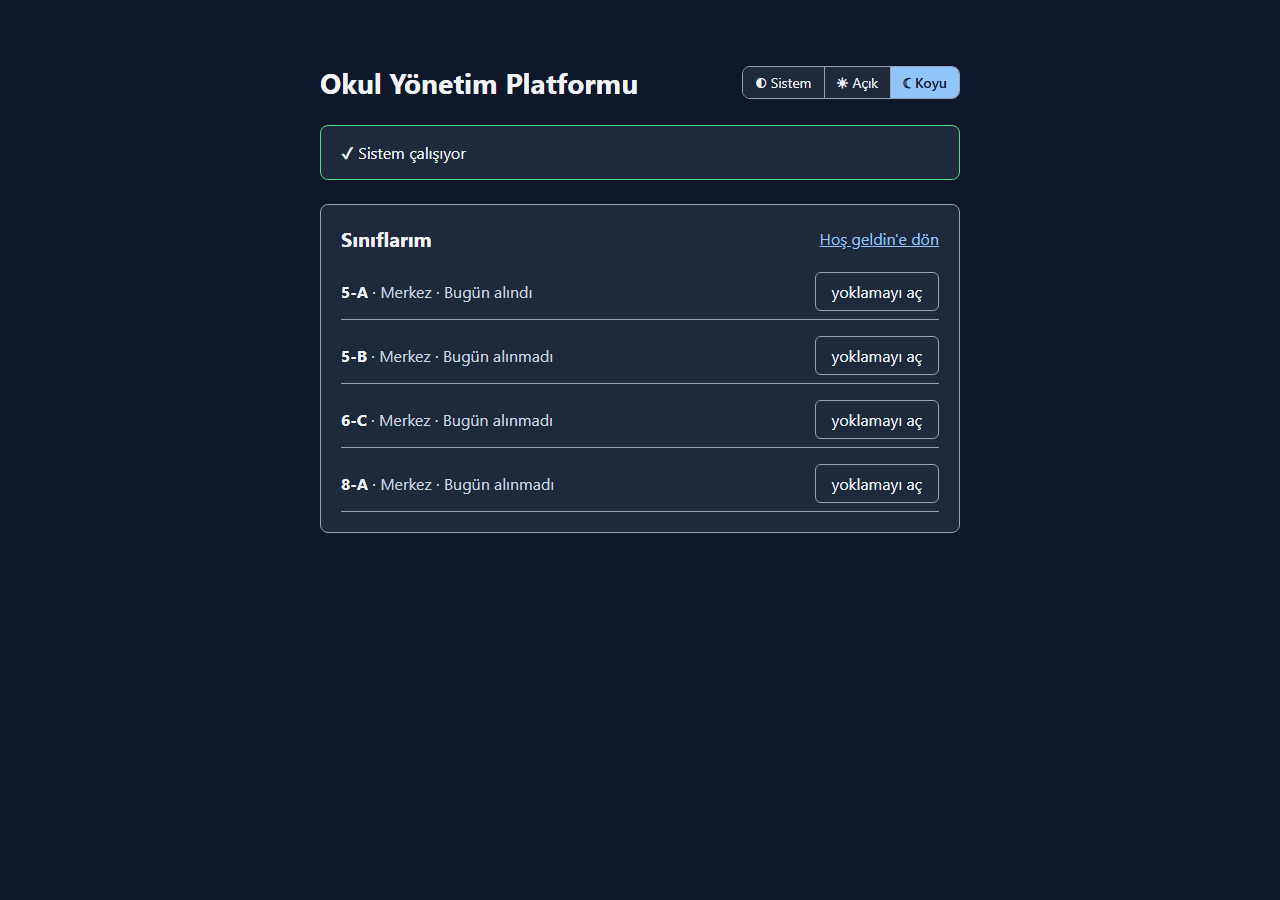 Okul Yönetim Platformu
◐ Sistem ☀ Açık ☾ Koyu
✓ Sistem çalışıyor
Sınıflarım
Hoş geldin'e dön
5-A · Merkez · Bugün alındı yoklamayı aç
5-B · Merkez · Bugün alınmadı yoklamayı aç
6-C · Merkez · Bugün alınmadı yoklamayı aç
8-A · Merkez · Bugün alınmadı yoklamayı aç